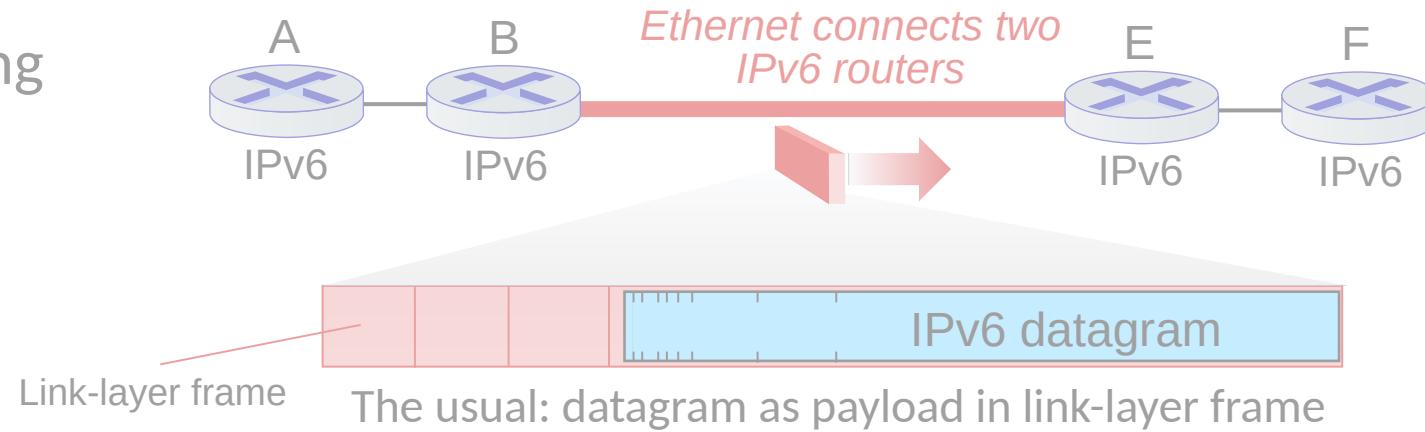 A
B
Ethernet connects two
IPv6 routers
E
F
ng
IPv6
IPv6
IPv6
IPv6
IPv6 datagram
Link-layer frame
The usual: datagram as payload in link-layer frame